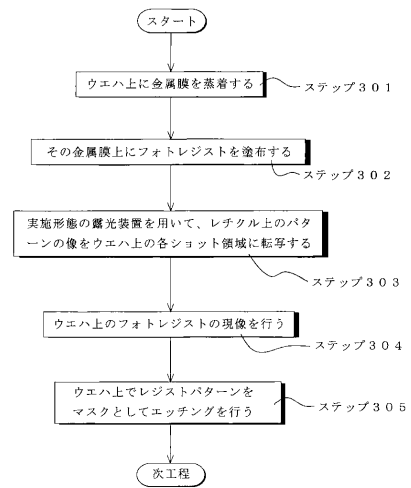 スタート
ウエハ上に金属膜を蒸着する
ステップ301
その金属膜上にフォトレジストを塗布する
ステップ302
実施形態の露光装置を用いて、レチクル上のパタ
ーンの像をウエハ上の各ショット領域に転写する
ステップ303
ウエハ上のフォトレジストの現像を行う
ステップ304
ウエハ上でレジストパターンを
マスクとしてエッチングを行う
ステップ305
次工程